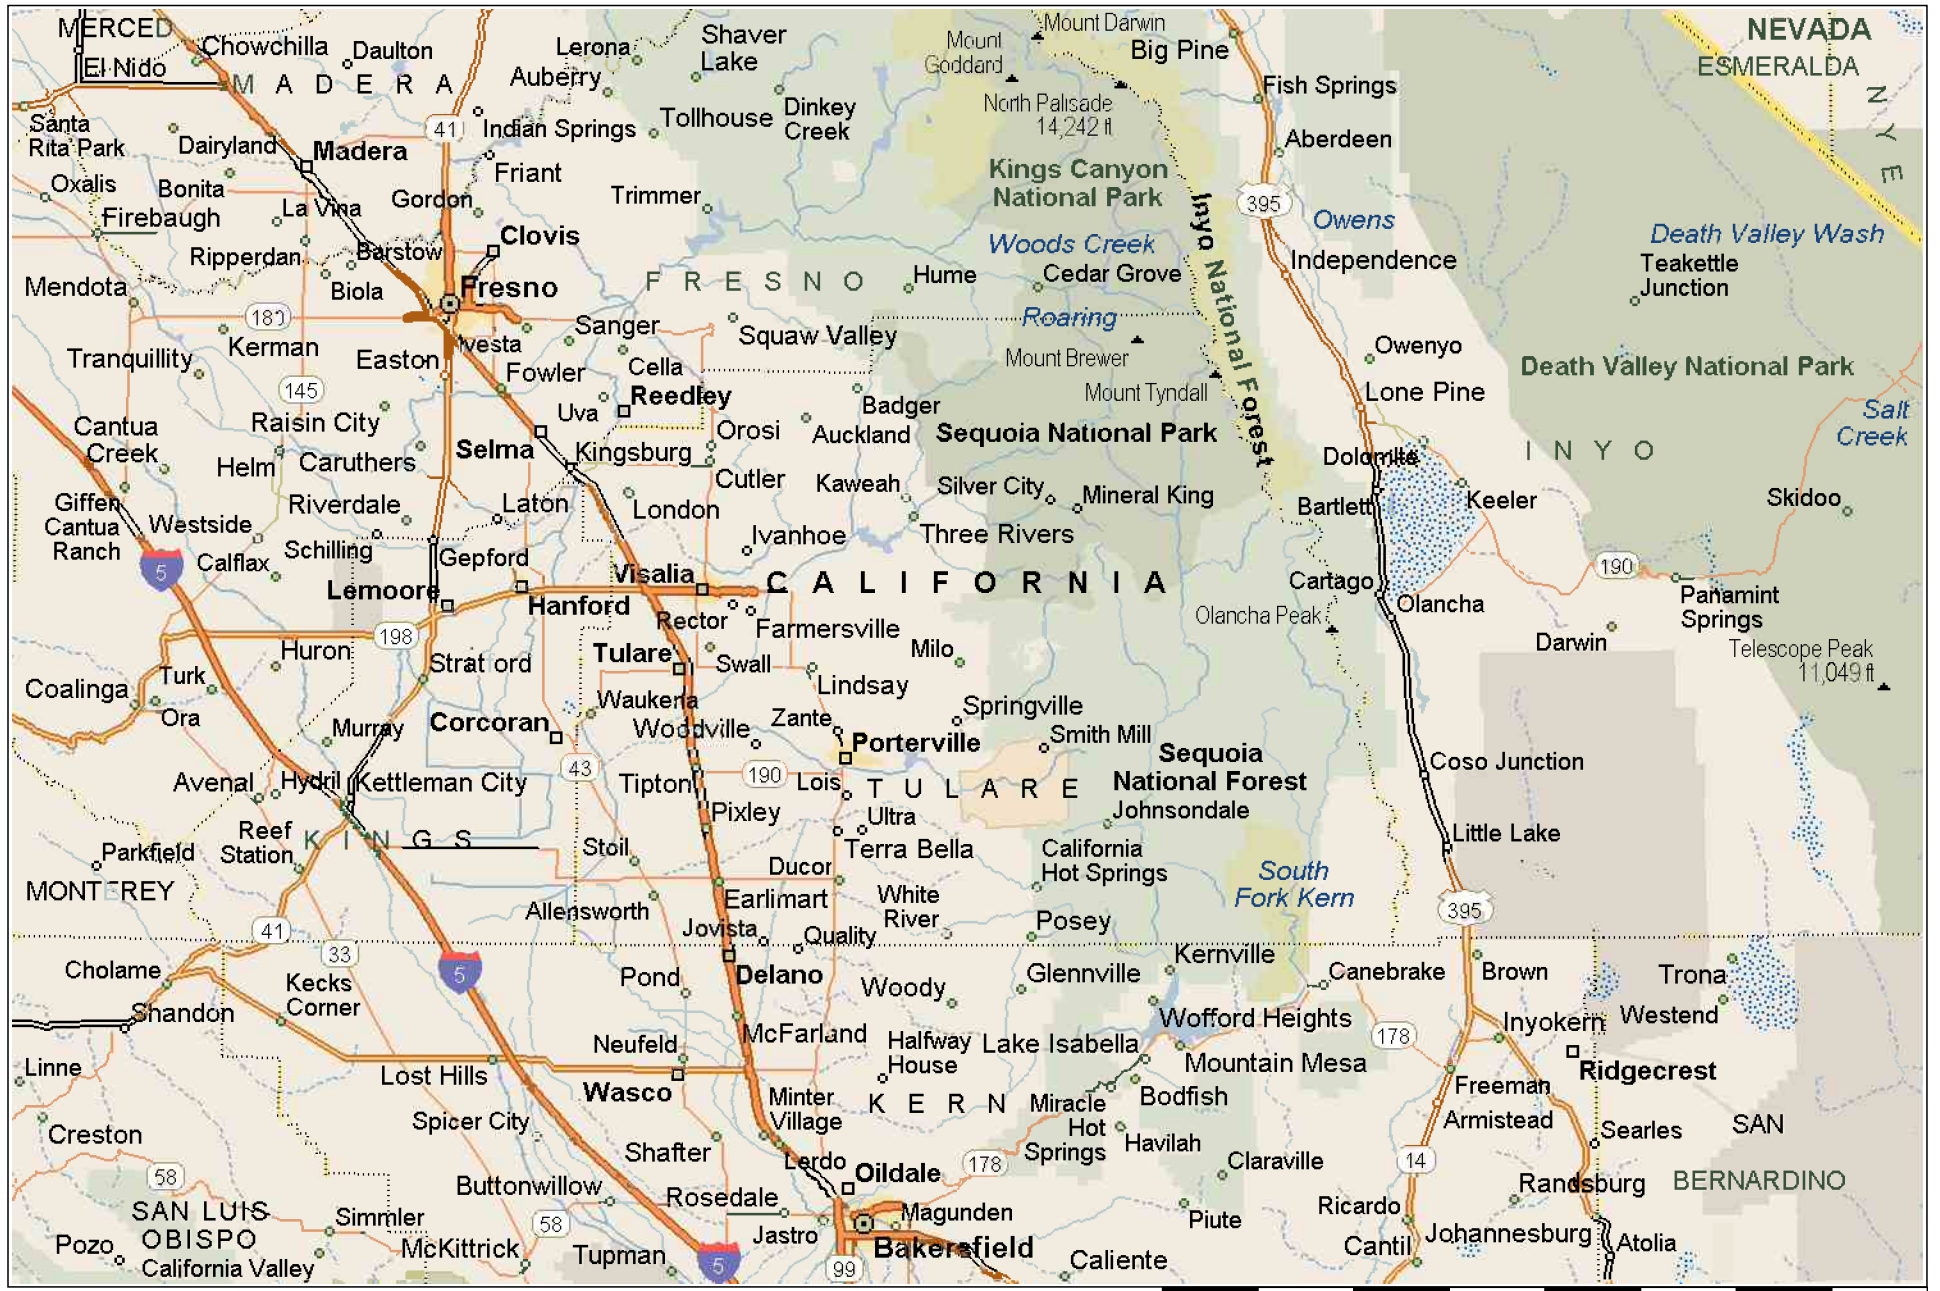 MERCED
Chowchilla
Daulton
Lerona
Shaver
Lake
Mount
Goddard
Mount Darwin
Big Pine
NEVADA
ESMERALDA
El Nido
M A D E R A
Auberry
North Palisade
14,242 ft
Fish Springs
N Y E
Santa
Rita Park
Dairyland
Madera
41
Indian Springs
Tollhouse
Dinkey
Creek
Aberdeen
Oxalis
Bonita
Friant
Kings Canyon
National Park
Firebaugh
La Vina
Gordon
Trimmer
Inyo National Forest
395
Owens
Ripperdan
Barstow
Clovis
Woods Creek
Independence
Death Valley Wash
Teakettle
Junction
Mendota
Biola
Fresno
F R E S N O
Hume
Cedar Grove
180
Kerman
Sanger
Squaw Valley
Roaring
Tranquillity
Easton
Cella
Mount Brewer
Owenyo
Death Valley National Park
145
Fowler
Reedley
Mount Tyndall
Lone Pine
Raisin City
Uva
Badger
Salt
Creek
Cantua
Creek
Selma
Orosi
Auckland
Sequoia National Park
I N Y O
Helm
Caruthers
Kingsburg
Cutler
Kaweah
Silver City
Mineral King
Dolomite
Giffen
Cantua
Ranch
Westside
Riverdale
Laton
London
Bartlett
Keeler
Skidoo
5
Calflax
Schilling
Gepford
Ivanhoe
Three Rivers
Lemoore
Hanford
Visalia
C A L I F O R N I A
Cartago
Olancha
190
Panamint
Springs
198
Rector
Farmersville
Olancha Peak
Darwin
Huron
Stratford
Tulare
Swall
Milo
Telescope Peak
11,049 ft
Coalinga
Turk
Lindsay
Ora
Waukena
Springville
Murray
Corcoran
Woodville
Zante
Porterville
Smith Mill
Sequoia
National Forest
Coso Junction
Avenal
Hydril
Kettleman City
43
Tipton
190
Lois
T U L A R E
Johnsondale
Reef
Station
K I N G S
Pixley
Ultra
Little Lake
Parkfield
Stoil
Terra Bella
California
Hot Springs
MONTEREY
Ducor
Earlimart
White
River
South
Fork Kern
Allensworth
Posey
395
41
33
Jovista
Quality
Cholame
Kecks
Corner
5
Pond
Delano
Woody
Glennville
Kernville
Canebrake
Brown
Trona
Shandon
Wofford Heights
Inyokern
Westend
Neufeld
McFarland
Halfway
House
Lake Isabella
178
Linne
Lost Hills
Mountain Mesa
Ridgecrest
Wasco
Minter
Village
K E R N
Miracle
Hot
Springs
Bodfish
Freeman
Armistead
Creston
Spicer City
Shafter
Havilah
Searles
SAN
BERNARDINO
58
Lerdo
Oildale
178
Claraville
14
Randsburg
Buttonwillow
Rosedale
SAN LUIS
OBISPO
Simmler
58
Jastro
Magunden
Piute
Ricardo
Johannesburg
Pozo
California Valley
McKittrick
Tupman
5
99
Bakersfield
Caliente
Cantil
Atolia